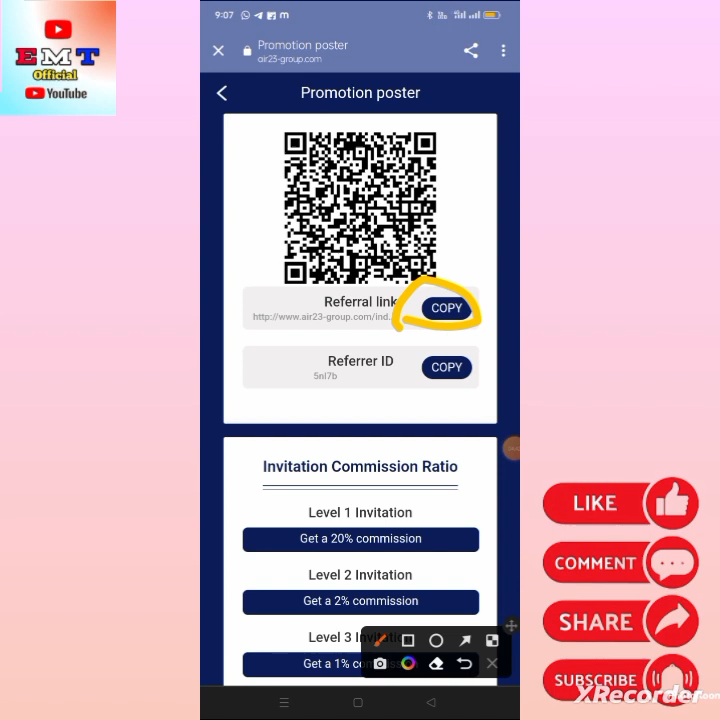 EMT
Official
YouTube
9:07
Promotion poster
air23-group.com
Promotion poster
Referral link
http://www.air23-group.com/ind...
COPY
Referrer ID
5nl7b
COPY
Invitation Commission Ratio
Level 1 Invitation
Get a 20% commission
Level 2 Invitation
Get a 2% commission
Level 3
Get a 1%
LIKE
COMMENT
SHARE
SUBSCRIBE
XRecorder